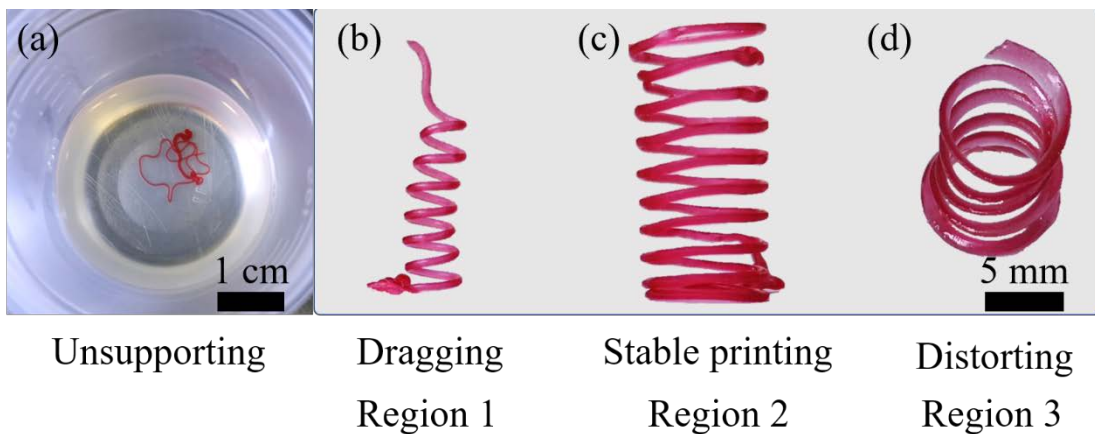 (a)
(b)
(c)
(d)
1 cm
5 mm
Unsupporting
Dragging
Stable printing
Distorting
Region 1
Region 2
Region 3